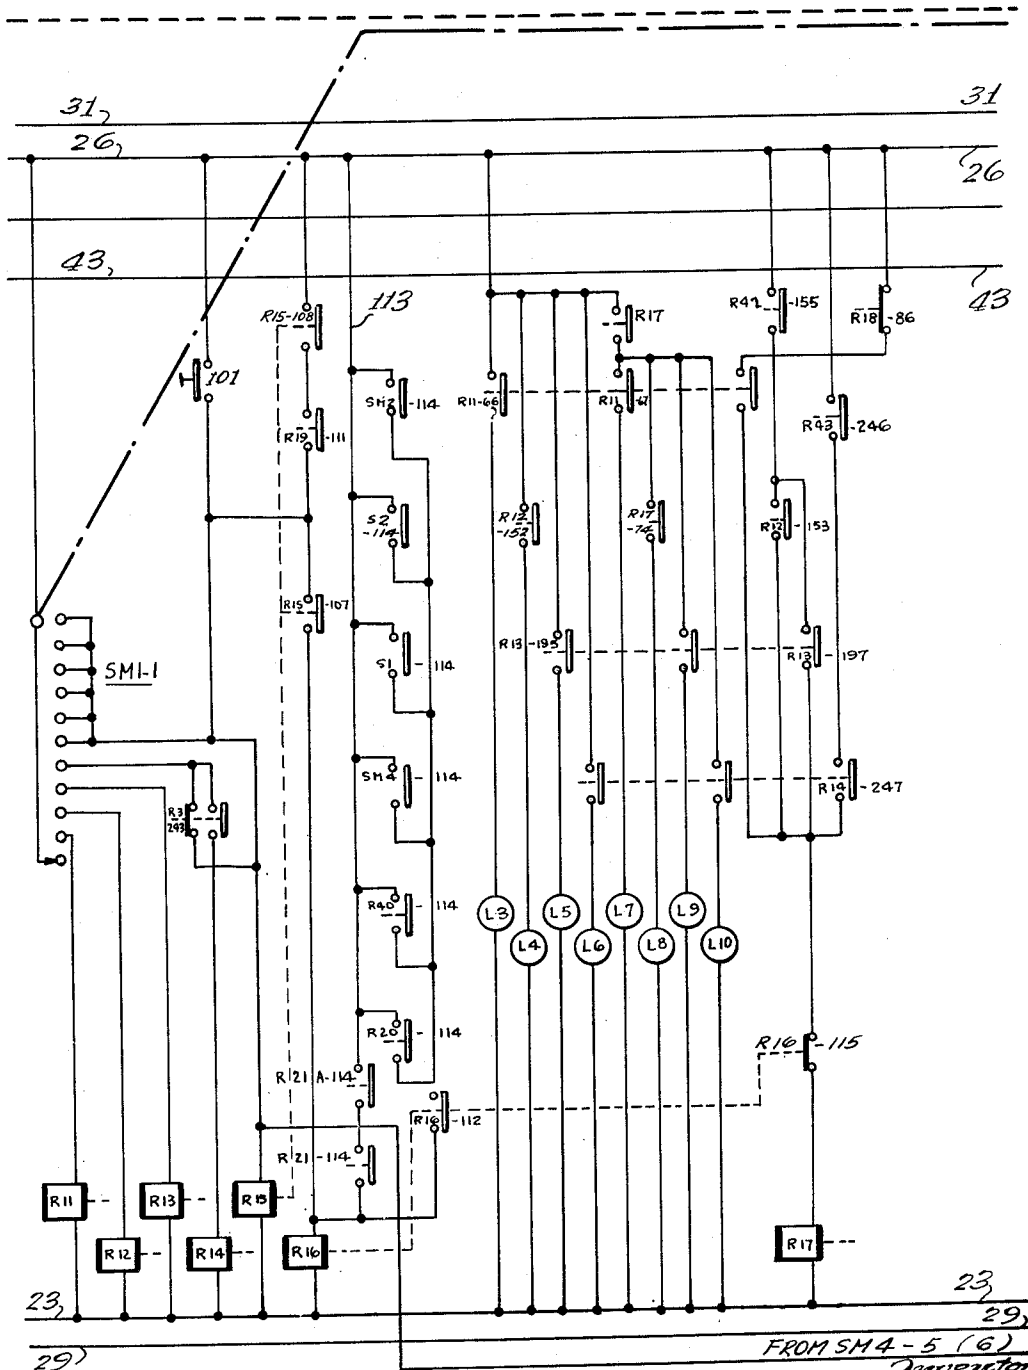 31
31
26
26
43
43
113
R15-108
R17
R42
-155
R18
-86
101
SM2
-114
R11-66
R11
-67
R43
-246
R19
-111
S2
-114
R12
-152
R17
-74
R12
-153
R15
-107
S1
-114
R13-195
R13
-197
SM1-1
SM4
-114
R14
-247
R3
293
R40
-114
L3
L5
L7
L9
L4
L6
L8
L10
R20
-114
R16
-115
R21A-114
R16
-112
R21-114
R11
R13
R15
R12
R14
R16
R17
23
23
29
29
FROM SM4-5 (6)